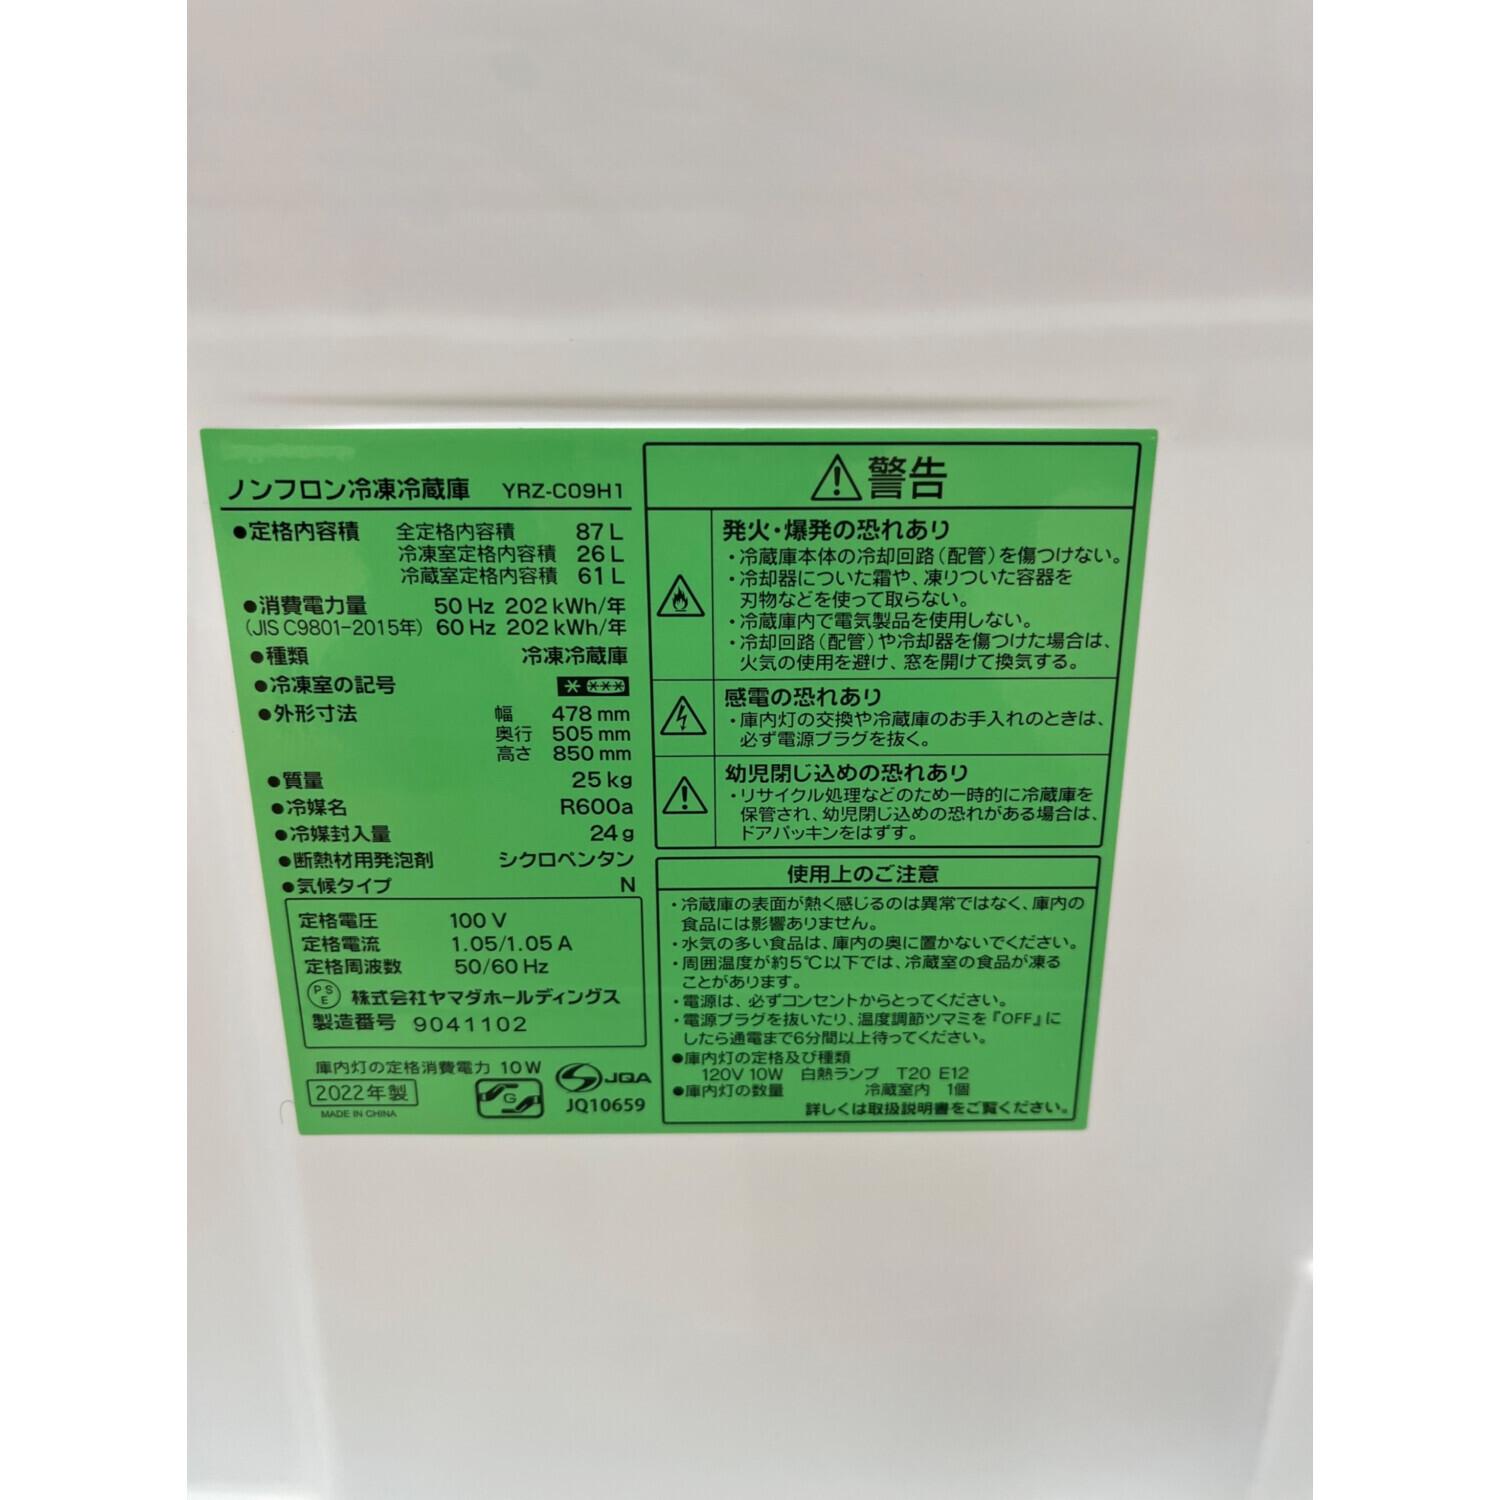 ノンフロン冷凍冷蔵庫 YRZ-C09H1
●定格内容積 全定格内容積 87 L
冷凍室定格内容積 26 L
冷蔵室定格内容積 61 L
●消費電力量 50 Hz 202 kWh/年
(JIS C9801-2015年) 60 Hz 202 kWh/年
●種類 冷凍冷蔵庫
●冷凍室の記号
●外形寸法 幅 478 mm
奥行 505 mm
高さ 850 mm
●質量 25 kg
●冷媒名 R600a
●冷媒封入量 24 g
●断熱材用発泡剤 シクロペンタン
●気候タイプ N
定格電圧 100 V
定格電流 1.05/1.05 A
定格周波数 50/60 Hz
PSE 株式会社ヤマダホールディングス
製造番号 9041102
庫内灯の定格消費電力 10 W
2022年製
MADE IN CHINA
G
JQA
JQ10659
警告
発火・爆発の恐れあり
・冷蔵庫本体の冷却回路(配管)を傷つけない。
・冷却器についた霜や、凍りついた容器を
刃物などを使って取らない。
・冷蔵庫内で電気製品を使用しない。
・冷却回路(配管)や冷却器を傷つけた場合は、
火気の使用を避け、窓を開けて換気する。
感電の恐れあり
・庫内灯の交換や冷蔵庫のお手入れのときは、
必ず電源プラグを抜く。
幼児閉じ込めの恐れあり
・リサイクル処理などのため一時的に冷蔵庫を
保管され、幼児閉じ込めの恐れがある場合は、
ドアパッキンをはずす。
使用上のご注意
・冷蔵庫の表面が熱く感じるのは異常ではなく、庫内の
食品には影響ありません。
・水気の多い食品は、庫内の奥に置かないでください。
・周囲温度が約5℃以下では、冷蔵室の食品が凍る
ことがあります。
・電源は、必ずコンセントからとってください。
・電源プラグを抜いたり、温度調節ツマミを『OFF』に
したら通電まで6分間以上待ってください。
●庫内灯の定格及び種類
120V 10W 白熱ランプ T20 E12
●庫内灯の数量 冷蔵室内 1個
詳しくは取扱説明書をご覧ください。